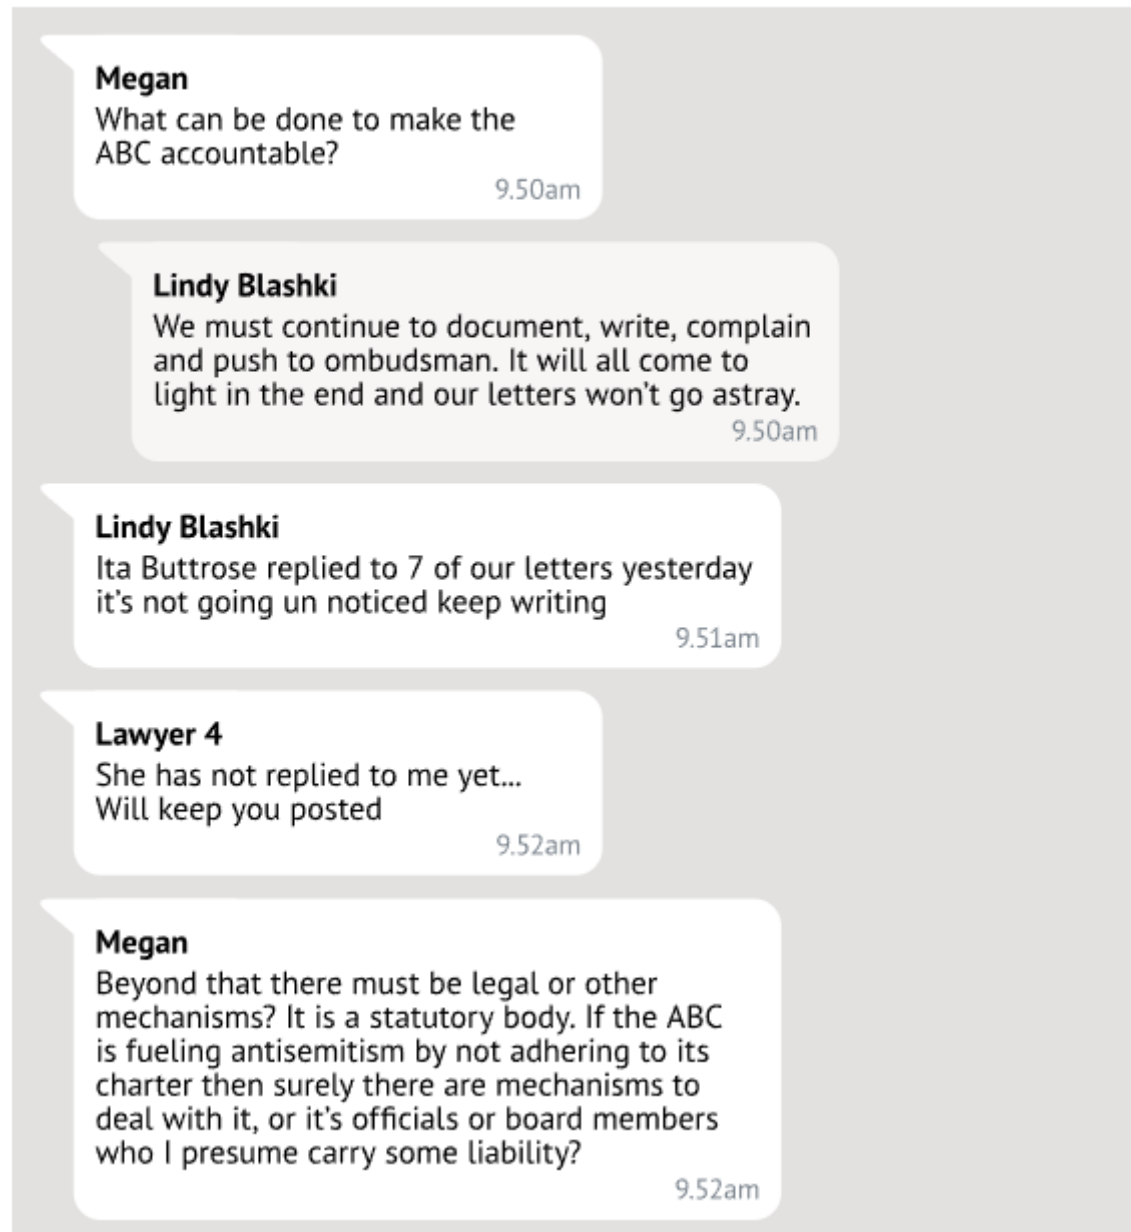 Megan
What can be done to make the
ABC accountable?
9.50am
Lindy Blashki
We must continue to document, write, complain
and push to ombudsman. It will all come to
light in the end and our letters won't go astray.
9.50am
Lindy Blashki
Ita Buttrose replied to 7 of our letters yesterday
it's not going un noticed keep writing
9.51am
Lawyer 4
She has not replied to me yet...
Will keep you posted
9.52am
Megan
Beyond that there must be legal or other
mechanisms? It is a statutory body. If the ABC
is fueling antisemitism by not adhering to its
charter then surely there are mechanisms to
deal with it, or it's officials or board members
who I presume carry some liability?
9.52am